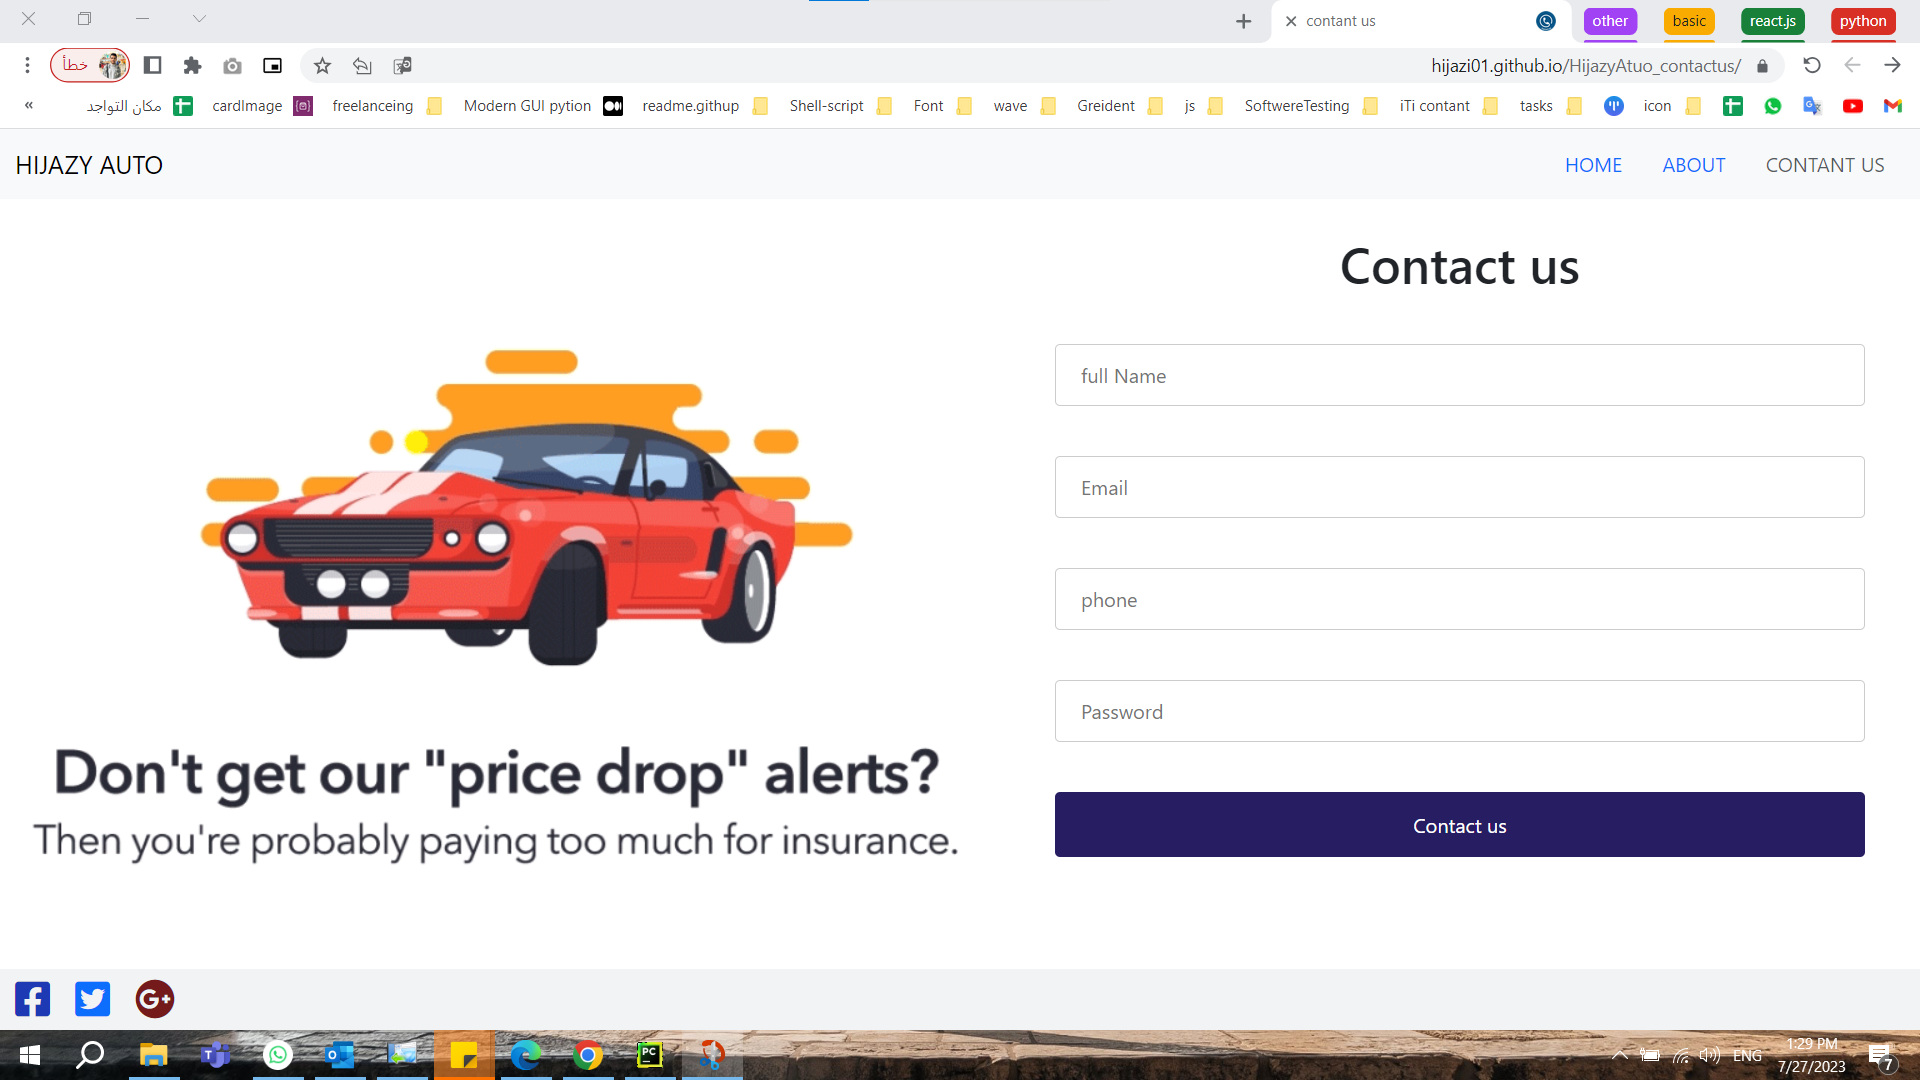 contant us
other
basic
react.js
python
خطأ
hijazi01.github.io/HijazyAtuo_contactus/
مكان التواجد
cardImage
freelanceing
Modern GUI pytion
readme.githup
Shell-script
Font
wave
Greident
js
SoftwereTesting
iTi contant
tasks
icon
HIJAZY AUTO
HOME
ABOUT
CONTANT US
Contact us
full Name
Email
phone
Password
Contact us
Don't get our "price drop" alerts?
Then you're probably paying too much for insurance.
ENG
1:29 PM
7/27/2023
7